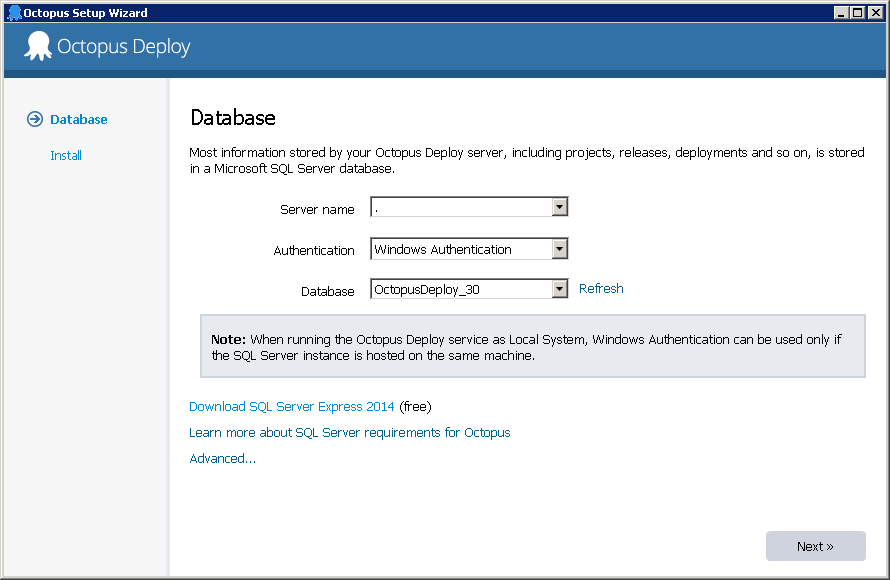 Octopus Setup Wizard
Octopus Deploy
Database
Install
Database
Most information stored by your Octopus Deploy server, including projects, releases, deployments and so on, is stored
in a Microsoft SQL Server database.
Server name .
Authentication Windows Authentication
Database OctopusDeploy_30 Refresh
Note: When running the Octopus Deploy service as Local System, Windows Authentication can be used only if
the SQL Server instance is hosted on the same machine.
Download SQL Server Express 2014 (free)
Learn more about SQL Server requirements for Octopus
Advanced...
Next »